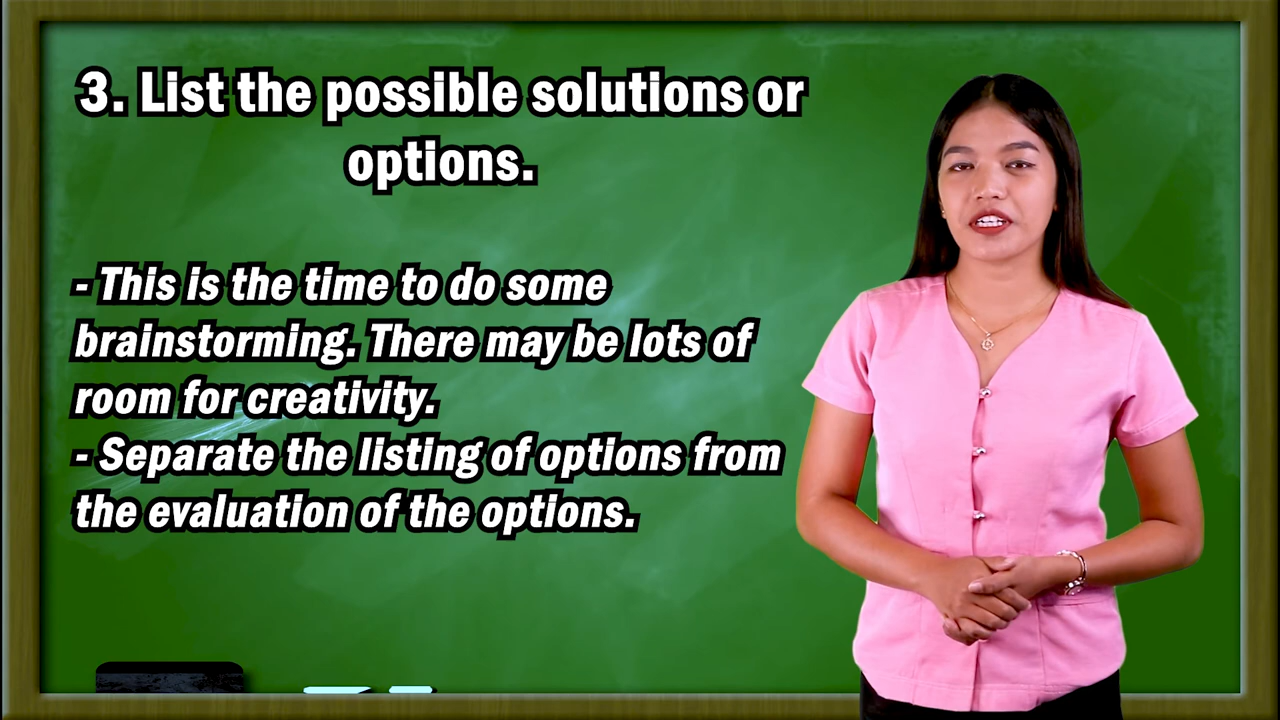 3. List the possible solutions or
options.
- This is the time to do some
brainstorming. There may be lots of
room for creativity.
- Separate the listing of options from
the evaluation of the options.